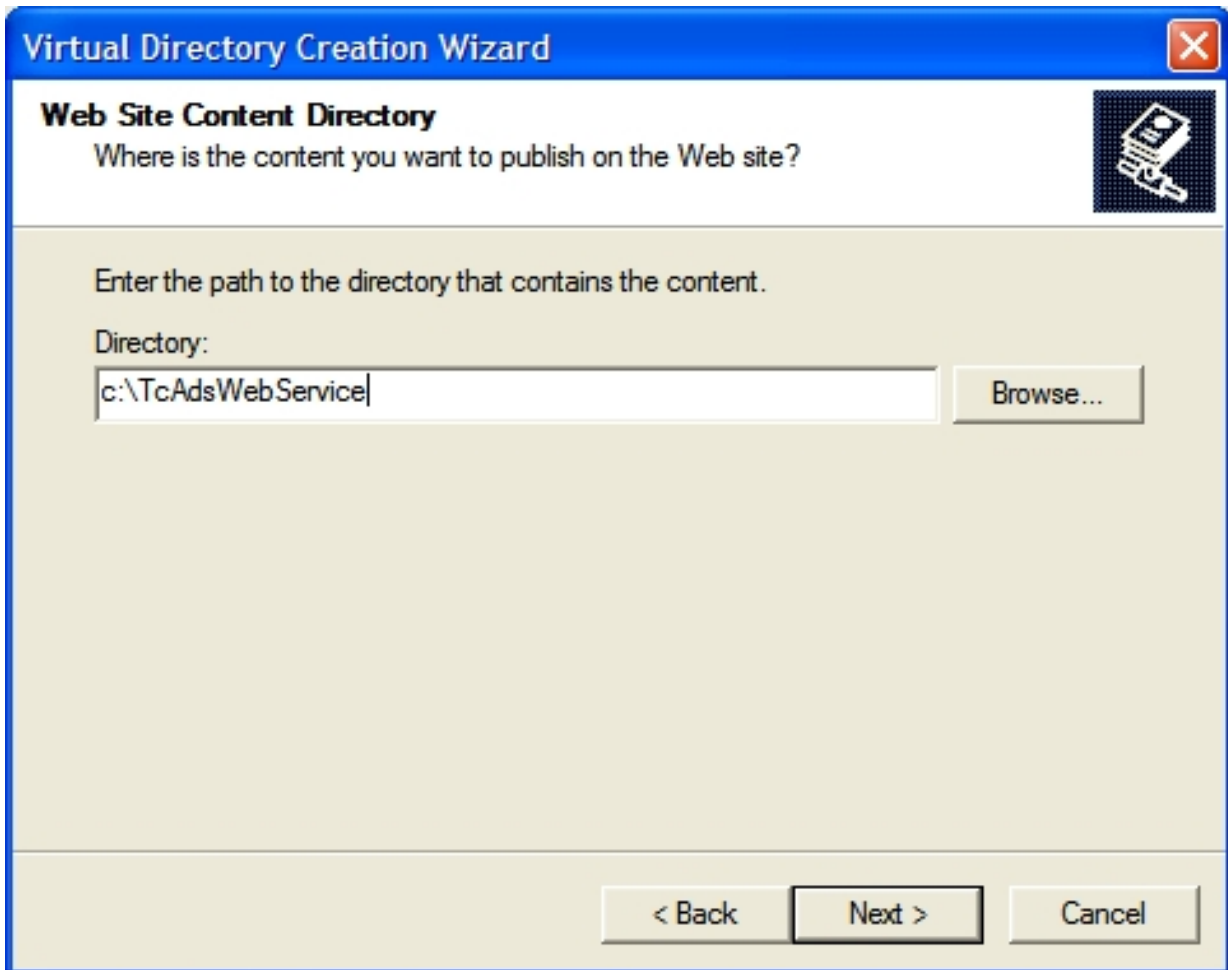 Virtual Directory Creation Wizard
Web Site Content Directory
Where is the content you want to publish on the Web site?
Enter the path to the directory that contains the content.
Directory:
c:\TcAdsWebService
Browse...
< Back
Next >
Cancel